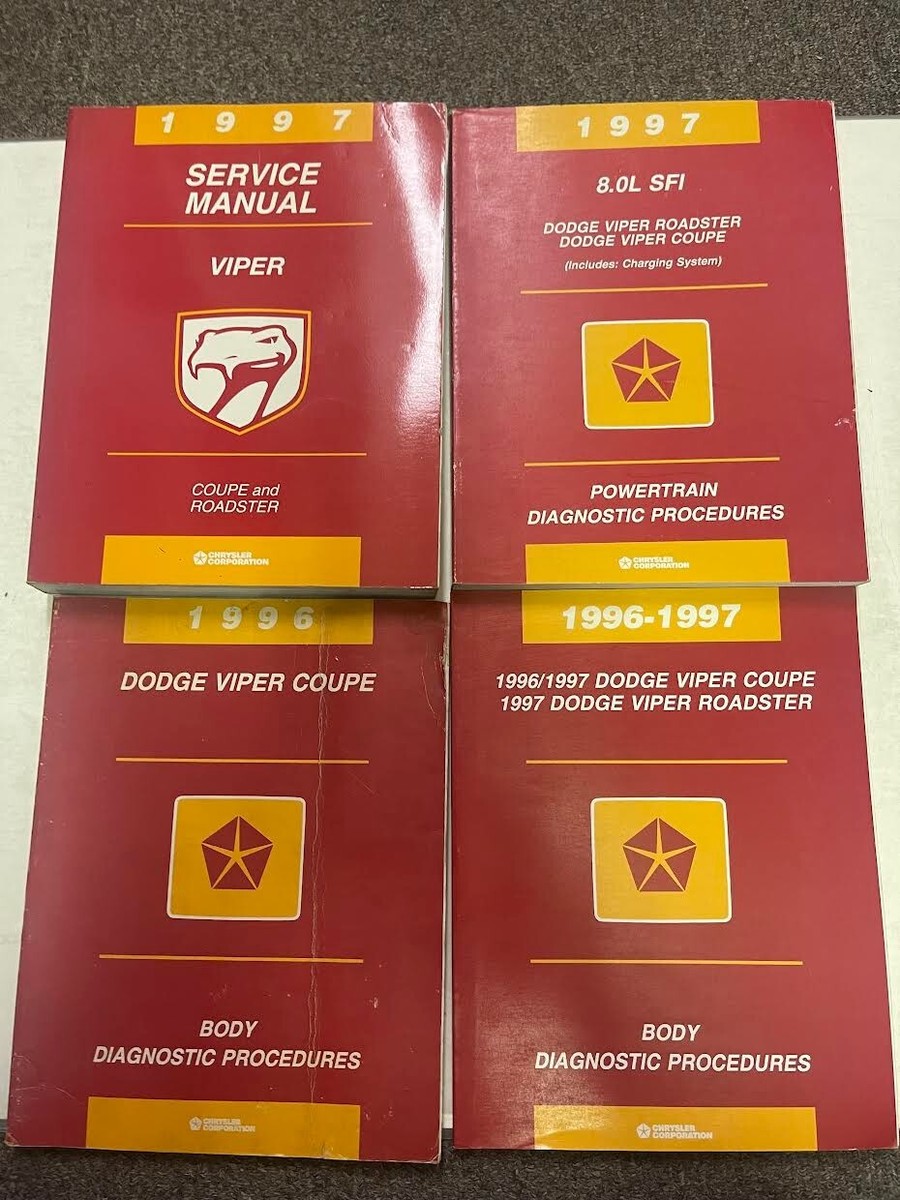 1 9 9 7
SERVICE
MANUAL
VIPER
COUPE and
ROADSTER
CHRYSLER
CORPORATION
1 9 9 7
8.0L SFI
DODGE VIPER ROADSTER
DODGE VIPER COUPE
(Includes: Charging System)
POWERTRAIN
DIAGNOSTIC PROCEDURES
CHRYSLER
CORPORATION
1 9 9 6
DODGE VIPER COUPE
BODY
DIAGNOSTIC PROCEDURES
CHRYSLER
CORPORATION
1996-1997
1996/1997 DODGE VIPER COUPE
1997 DODGE VIPER ROADSTER
BODY
DIAGNOSTIC PROCEDURES
CHRYSLER
CORPORATION